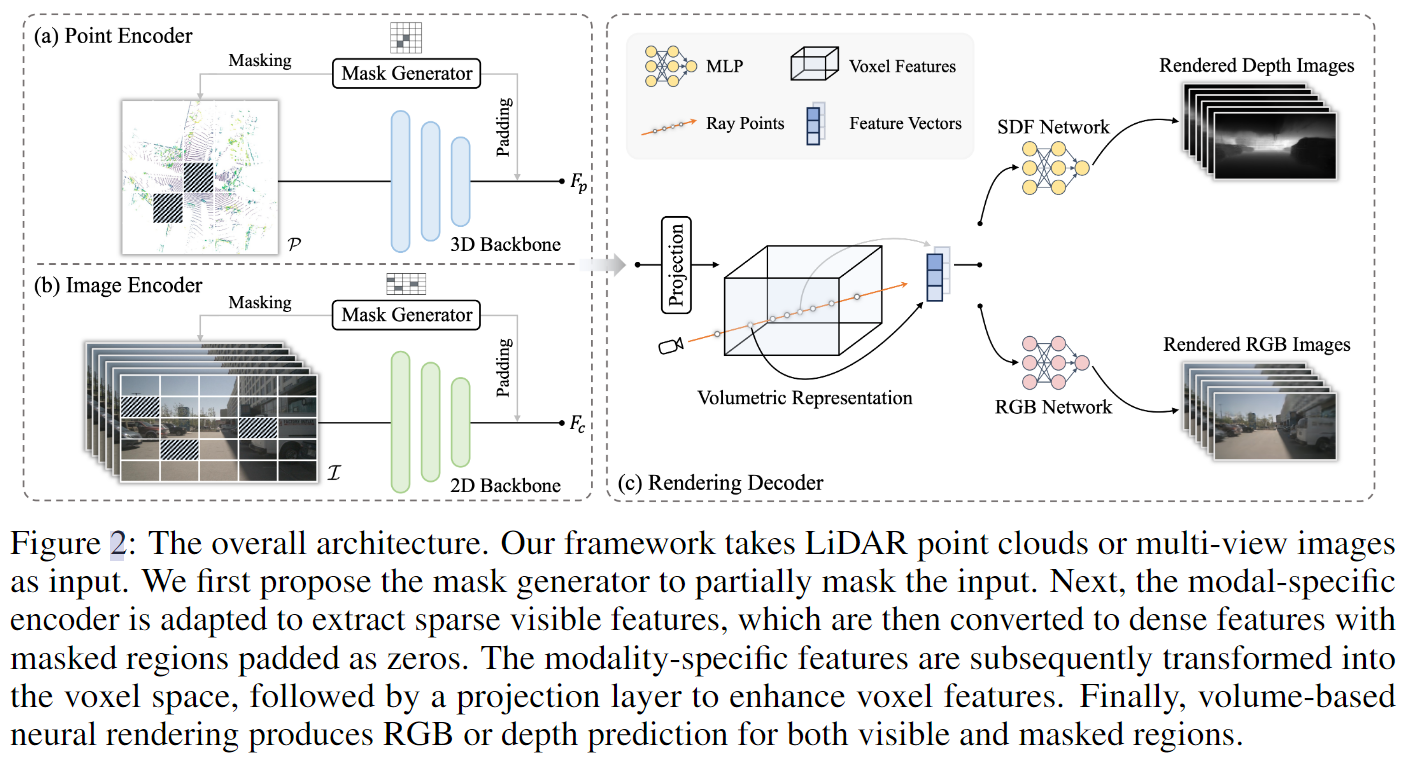 (a) Point Encoder
Masking
Mask Generator
Padding
𝒫
3D Backbone
Fp
(b) Image Encoder
Masking
Mask Generator
Padding
ℐ
2D Backbone
Fc
MLP
Voxel Features
Ray Points
Feature Vectors
Projection
Volumetric Representation
SDF Network
Rendered Depth Images
RGB Network
Rendered RGB Images
(c) Rendering Decoder
Figure 2: The overall architecture. Our framework takes LiDAR point clouds or multi-view images
as input. We first propose the mask generator to partially mask the input. Next, the modal-specific
encoder is adapted to extract sparse visible features, which are then converted to dense features with
masked regions padded as zeros. The modality-specific features are subsequently transformed into
the voxel space, followed by a projection layer to enhance voxel features. Finally, volume-based
neural rendering produces RGB or depth prediction for both visible and masked regions.